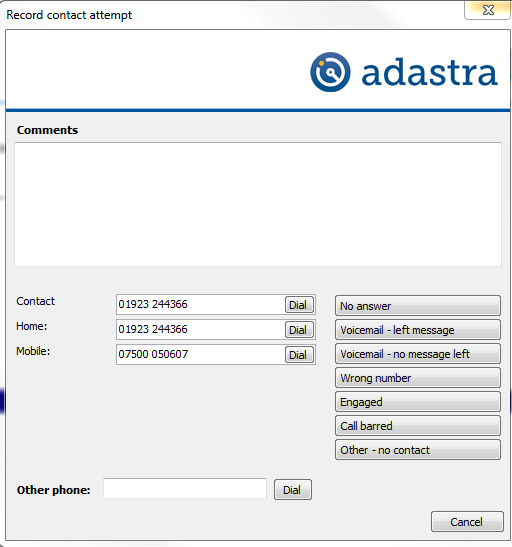 Record contact attempt
adastra
Comments
Contact 01923 244366 Dial
Home: 01923 244366 Dial
Mobile: 07500 050607 Dial
No answer
Voicemail - left message
Voicemail - no message left
Wrong number
Engaged
Call barred
Other - no contact
Other phone: Dial
Cancel